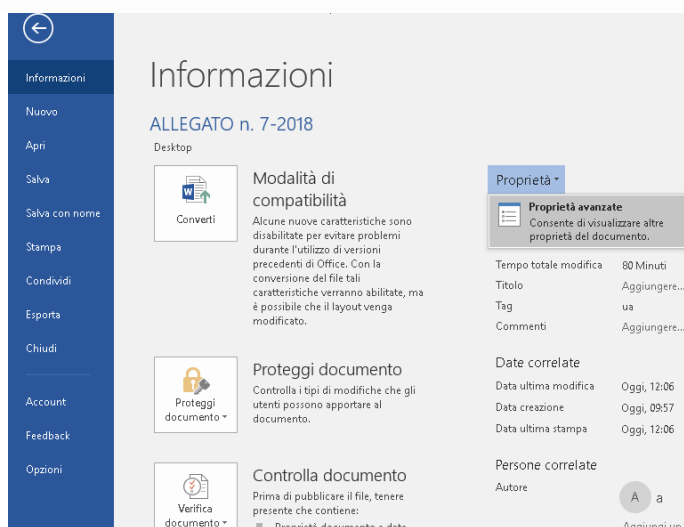 Informazioni
Nuovo
Apri
Salva
Salva con nome
Stampa
Condividi
Esporta
Chiudi
Account
Feedback
Opzioni
Informazioni
ALLEGATO n. 7-2018
Desktop
Converti
Modalità di
compatibilità
Alcune nuove caratteristiche sono
disabilitate per evitare problemi
durante l'utilizzo di versioni
precedenti di Office. Con la
conversione del file tali
caratteristiche verranno abilitate, ma
è possibile che il layout venga
modificato.
Proteggi
documento
Proteggi documento
Controlla i tipi di modifiche che gli
utenti possono apportare al
documento.
Verifica
documento
Controlla documento
Prima di pubblicare il file, tenere
presente che contiene:
Proprietà documento e data
Proprietà
Proprietà avanzate
Consente di visualizzare altre
proprietà del documento.
Tempo totale modifica 80 Minuti
Titolo Aggiungere...
Tag ua
Commenti Aggiungere...
Date correlate
Data ultima modifica Oggi, 12:06
Data creazione Oggi, 09:57
Data ultima stampa Oggi, 12:06
Persone correlate
Autore
A a
Aggiungi un